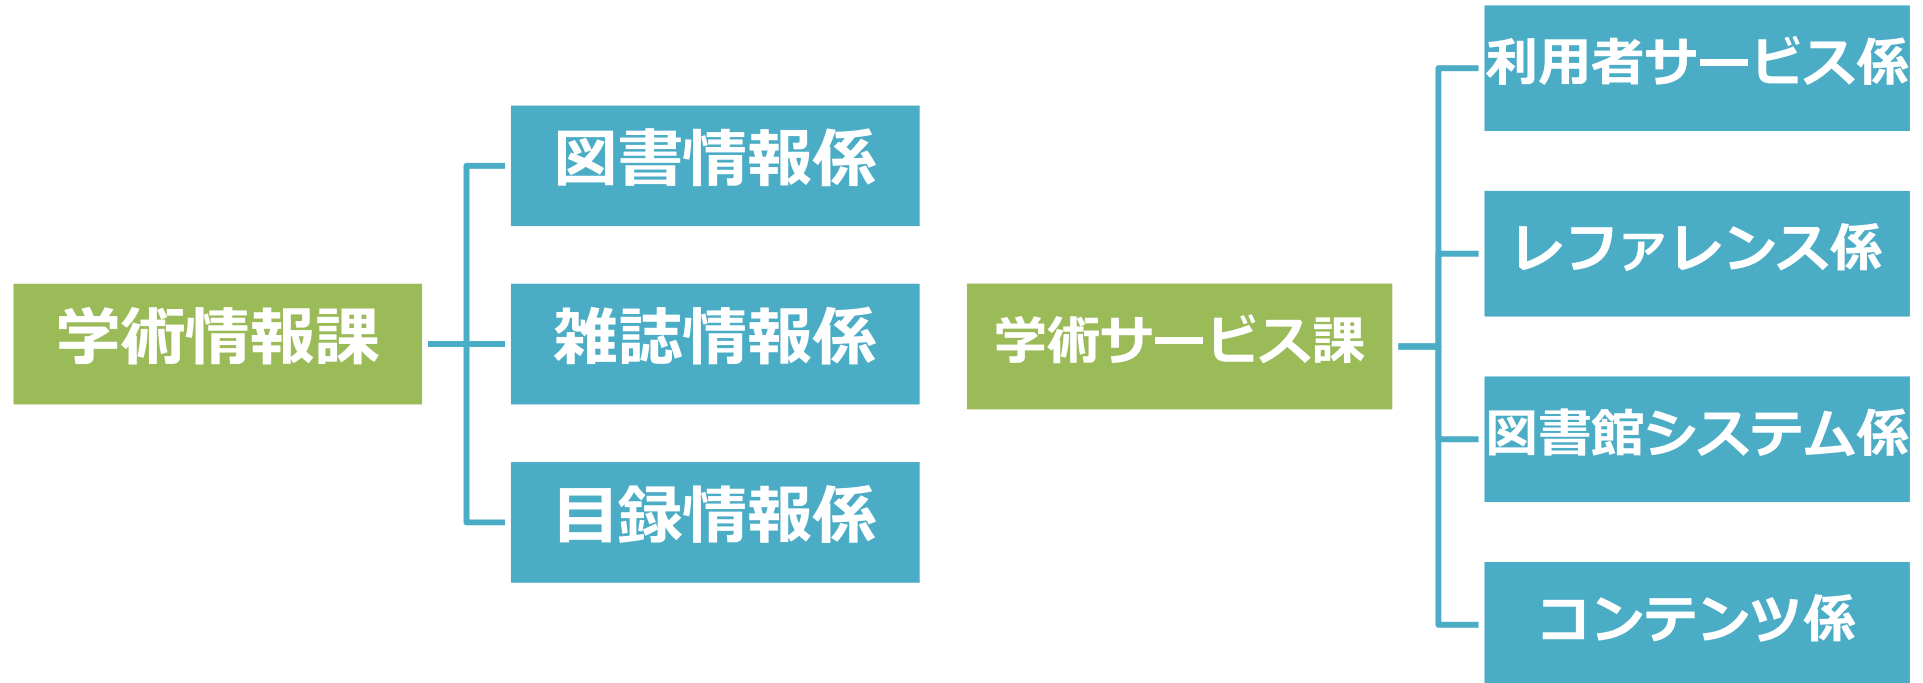 学術情報課
図書情報係
雑誌情報係
目録情報係
学術サービス課
利用者サービス係
レファレンス係
図書館システム係
コンテンツ係